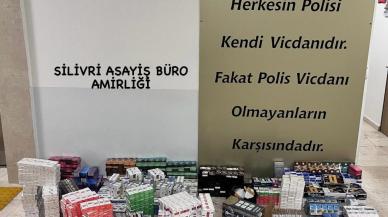 SİLİVRİ ASAYİŞ BÜRO
AMİRLİĞİ
Herkesin Polisi
Kendi Vicdanıdır.
Fakat Polis Vicdanı
Olmayanların
Karşısındadır.